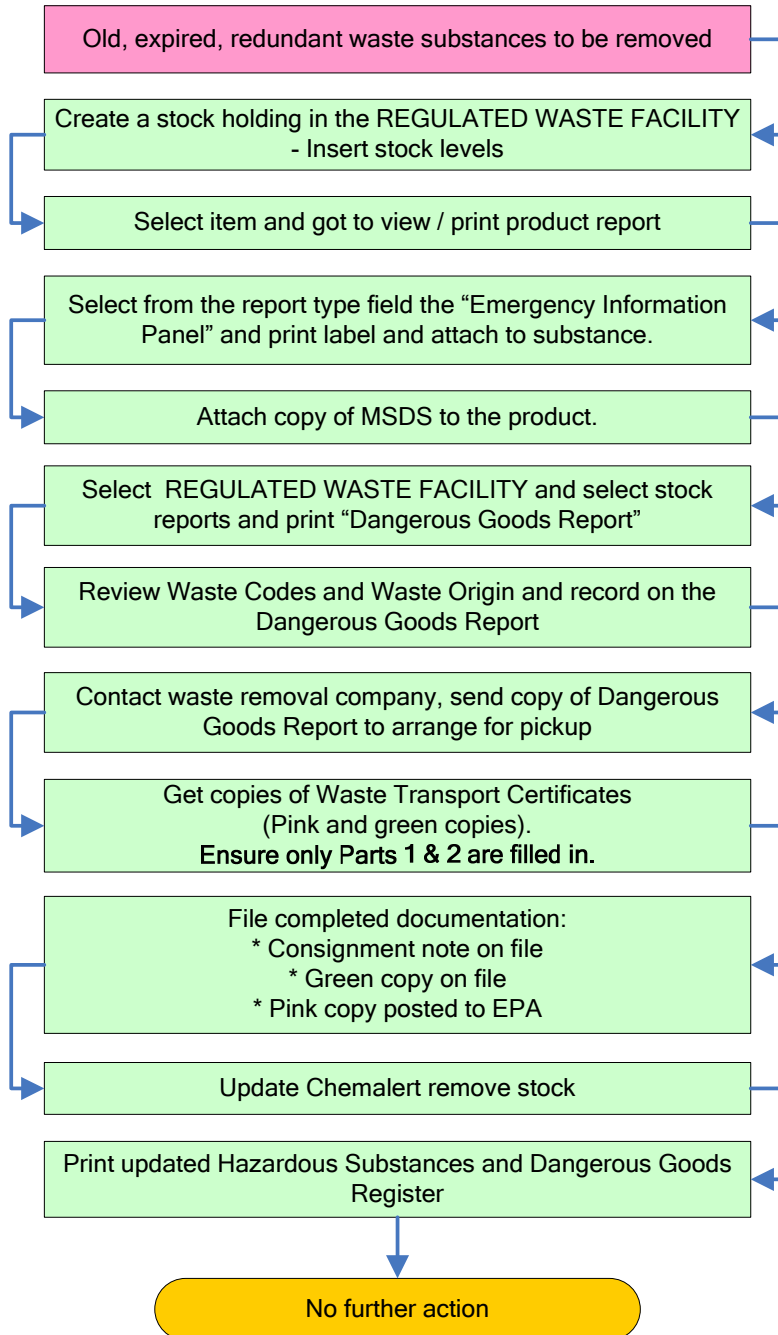 Old, expired, redundant waste substances to be removed
Create a stock holding in the REGULATED WASTE FACILITY
- Insert stock levels
Select item and got to view / print product report
Select from the report type field the “Emergency Information
Panel” and print label and attach to substance.
Attach copy of MSDS to the product.
Select REGULATED WASTE FACILITY and select stock
reports and print “Dangerous Goods Report”
Review Waste Codes and Waste Origin and record on the
Dangerous Goods Report
Contact waste removal company, send copy of Dangerous
Goods Report to arrange for pickup
Get copies of Waste Transport Certificates
(Pink and green copies).
Ensure only Parts 1 & 2 are filled in.
File completed documentation:
* Consignment note on file
* Green copy on file
* Pink copy posted to EPA
Update Chemalert remove stock
Print updated Hazardous Substances and Dangerous Goods
Register
No further action